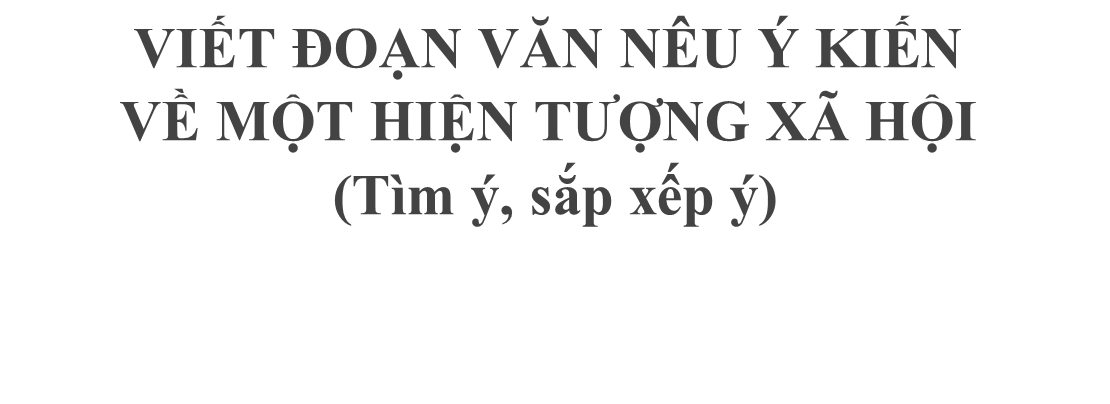 VIẾT ĐOẠN VĂN NÊU Ý KIẾN
VỀ MỘT HIỆN TƯỢNG XÃ HỘI
(Tìm ý, sắp xếp ý)